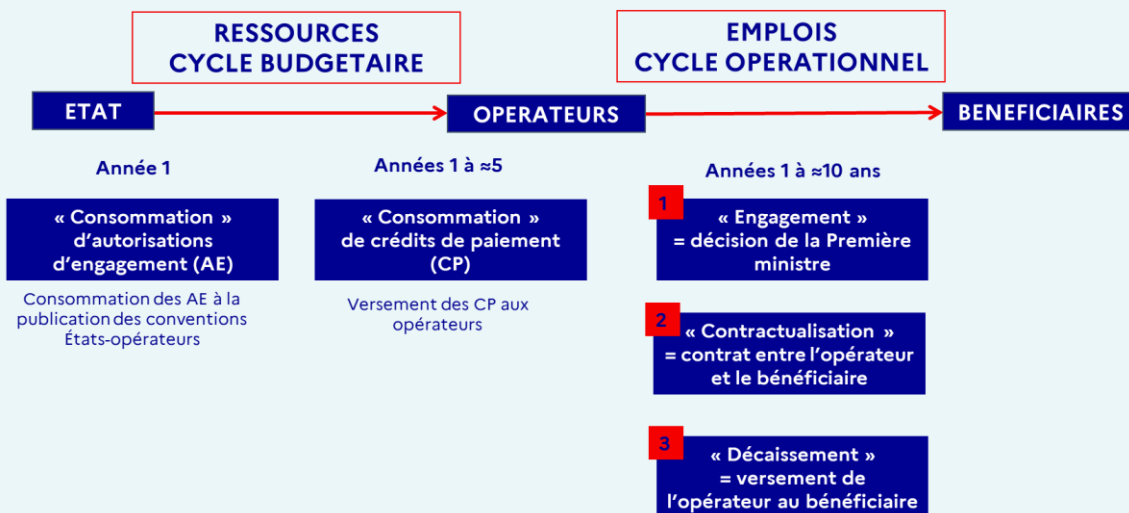 RESSOURCES
CYCLE BUDGETAIRE
EMPLOIS
CYCLE OPERATIONNEL
ETAT
OPERATEURS
BENEFICIAIRES
Année 1
« Consommation »
d'autorisations
d'engagement (AE)
Consommation des AE à la
publication des conventions
États-opérateurs
Années 1 à ≈5
« Consommation »
de crédits de paiement
(CP)
Versement des CP aux
opérateurs
Années 1 à ≈10 ans
1
« Engagement »
= décision de la Première
ministre
2
« Contractualisation »
= contrat entre l'opérateur
et le bénéficiaire
3
« Décaissement »
= versement de
l'opérateur au bénéficiaire